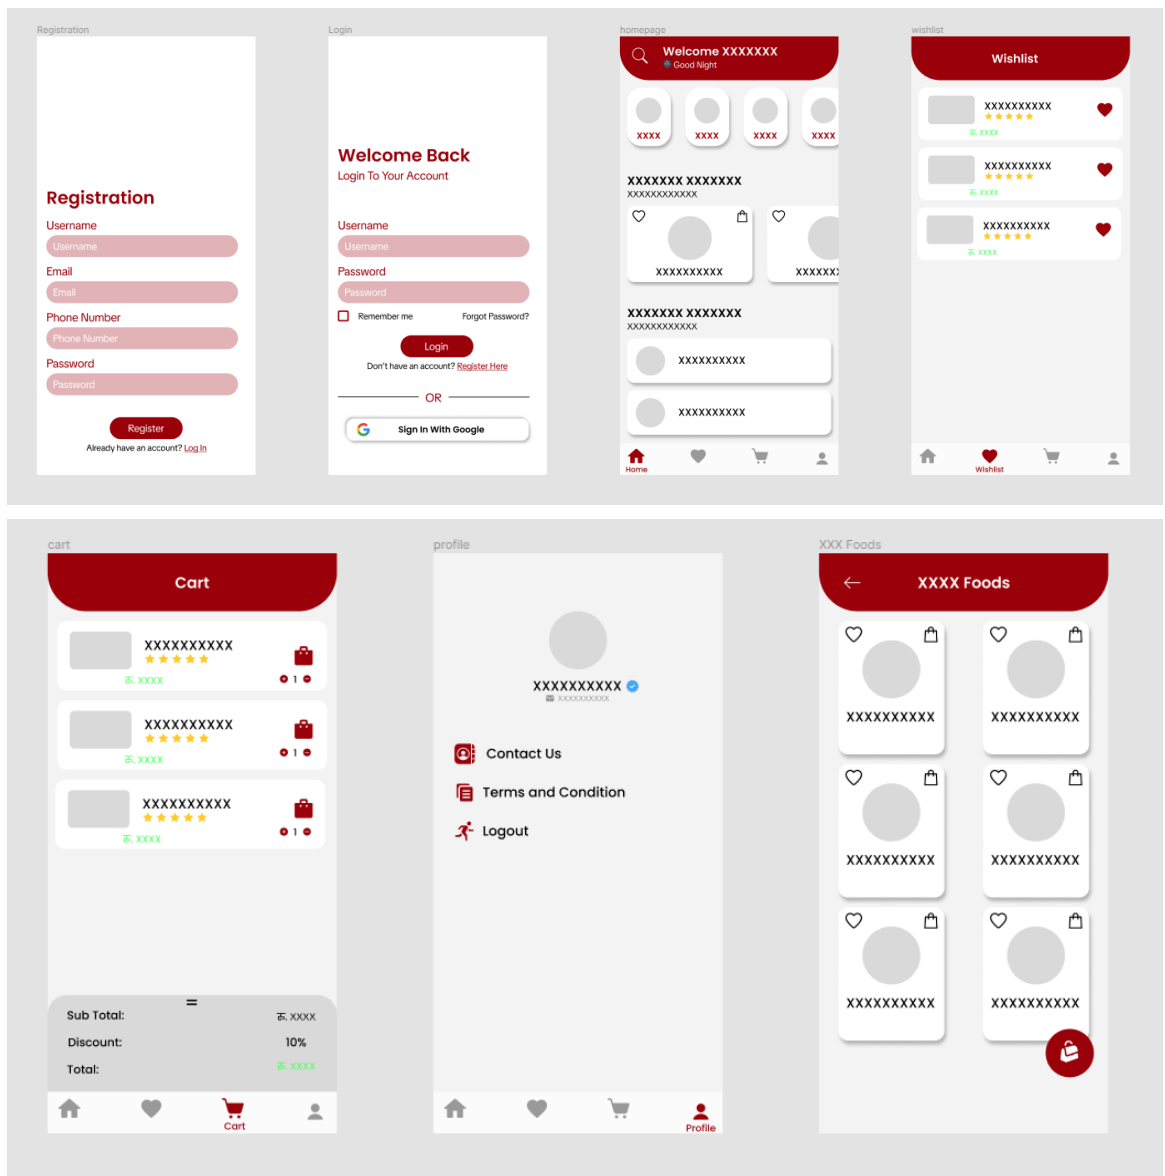 Registration
Registration
Username
Username
Email
Email
Phone Number
Phone Number
Password
Password
Register
Already have an account? Log In
Login
Welcome Back
Login To Your Account
Username
Username
Password
Password
Remember me
Forgot Password?
Login
Don't have an account? Register Here
OR
Sign In With Google
homepage
Welcome XXXXXXX
Good Night
XXXX
XXXX
XXXX
XXXX
XXXXXXX XXXXXXX
XXXXXXXXXXXX
XXXXXXXXXX
XXXXXXX
XXXXXXX XXXXXXX
XXXXXXXXXXXX
XXXXXXXXXX
XXXXXXXXXX
Home
wishlist
Wishlist
XXXXXXXXXX
रु. XXXX
XXXXXXXXXX
रु. XXXX
XXXXXXXXXX
रु. XXXX
Wishlist
cart
Cart
XXXXXXXXXX
रु. XXXX
1
XXXXXXXXXX
रु. XXXX
1
XXXXXXXXXX
रु. XXXX
1
Sub Total:
रु. XXXX
Discount:
10%
Total:
रु. XXXX
Cart
profile
XXXXXXXXXX
XXXXXXXXXX
Contact Us
Terms and Condition
Logout
Profile
XXX Foods
XXXX Foods
XXXXXXXXXX
XXXXXXXXXX
XXXXXXXXXX
XXXXXXXXXX
XXXXXXXXXX
XXXXXXXXXX